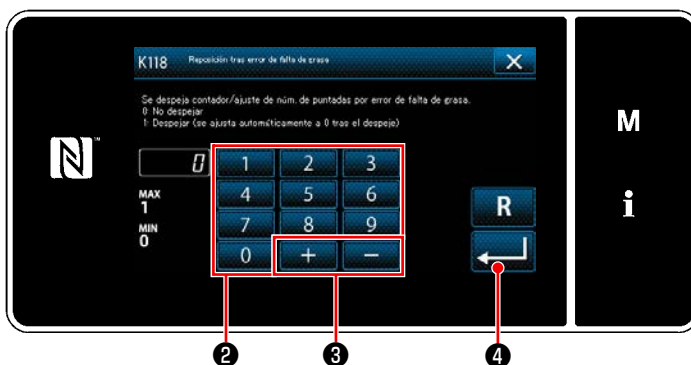 K118 Reposición tras error de falta de grasa
X
Se despeja contador/ajuste de núm. de puntadas por error de falta de grasa.
0: No despejar
1: Despejar (se ajusta automáticamente a 0 tras el despeje)
M
N™
0 1 2 3
MAX
1
4 5 6
R
i
MIN
0
7 8 9
0 + −
❷ ❸ ❹